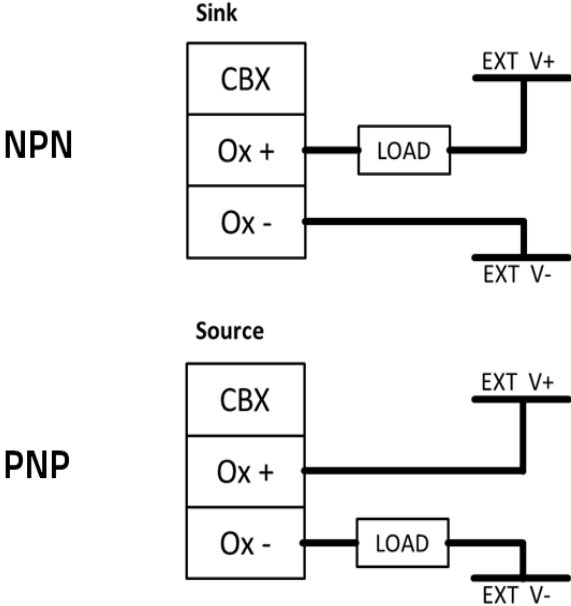 Sink
CBX
EXT V+
NPN
Ox +
LOAD
Ox -
EXT V-
Source
CBX
EXT V+
PNP
Ox +
Ox -
LOAD
EXT V-